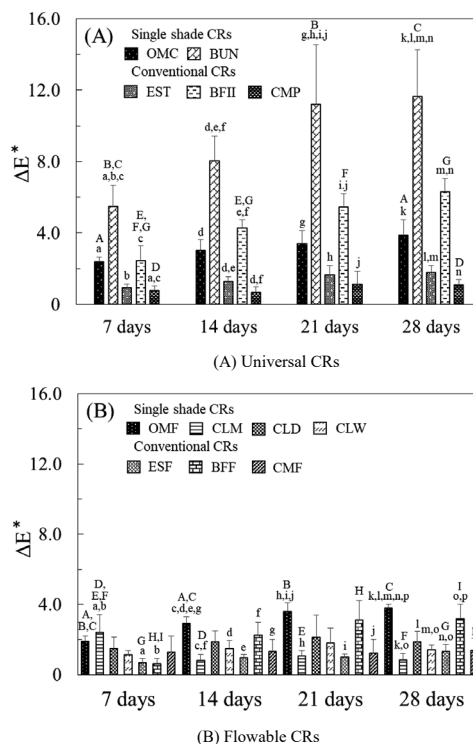 (A)
Single shade CRs
OMC BUN
Conventional CRs
EST BFII CMP
ΔE*
16.0
12.0
8.0
4.0
0
A
a
B,C
a,b,c
b
E,
F,G
c
D
a,c
d
d,e,f
d,e
E,G
e,f
d,f
g
B
g,h,i,j
h
F
i,j
j
A
k
C
k,l,m,n
l,m
G
m,n
D
n
7 days 14 days 21 days 28 days
(A) Universal CRs
(B)
Single shade CRs
OMF CLM CLD CLW
Conventional CRs
ESF BFF CMF
ΔE*
16.0
12.0
8.0
4.0
0
A,
B,C
D,
E,F
a,b
G
a
H,I
b
A,C
c,d,e,g
D
c,f
d
e
f
g
B
h,i,j
E
h
i
H
j
C
k,l,m,n,p
F
k,o
l
m,o
G
n,o
I
o,p
7 days 14 days 21 days 28 days
(B) Flowable CRs